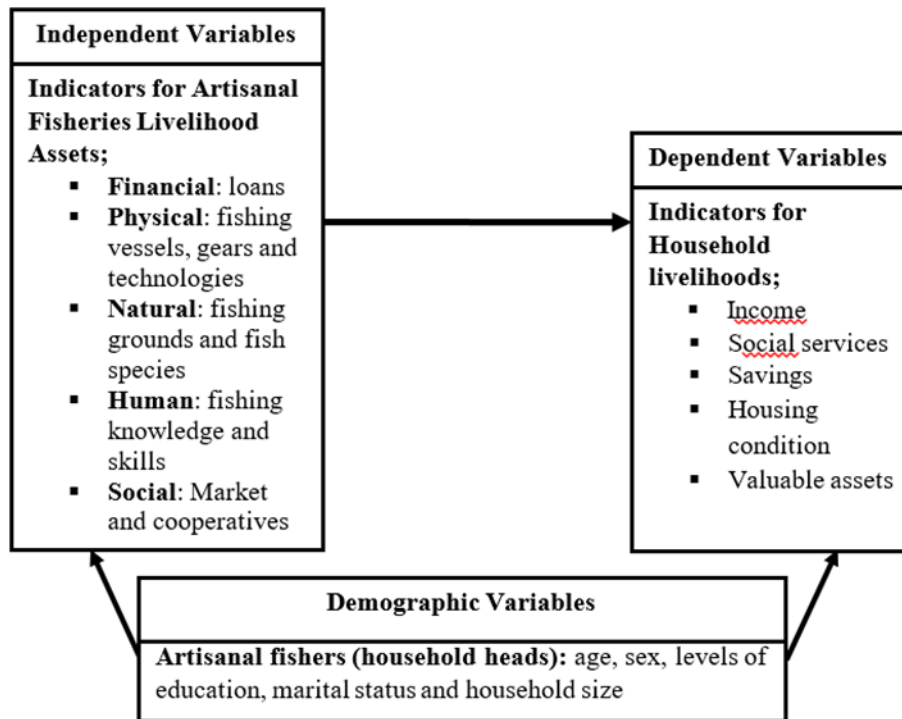 Independent Variables
Indicators for Artisanal
Fisheries Livelihood
Assets;
▪ Financial: loans
▪ Physical: fishing
vessels, gears and
technologies
▪ Natural: fishing
grounds and fish
species
▪ Human: fishing
knowledge and
skills
▪ Social: Market
and cooperatives
Dependent Variables
Indicators for
Household
livelihoods;
▪ Income
▪ Social services
▪ Savings
▪ Housing
condition
▪ Valuable assets
Demographic Variables
Artisanal fishers (household heads): age, sex, levels of
education, marital status and household size